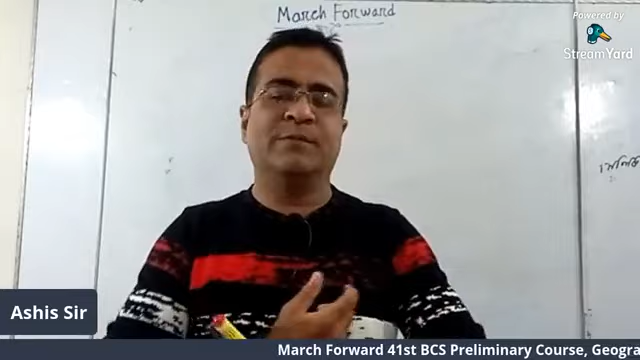 March Forward
Powered by
StreamYard
Ashis Sir
March Forward 41st BCS Preliminary Course, Geogra